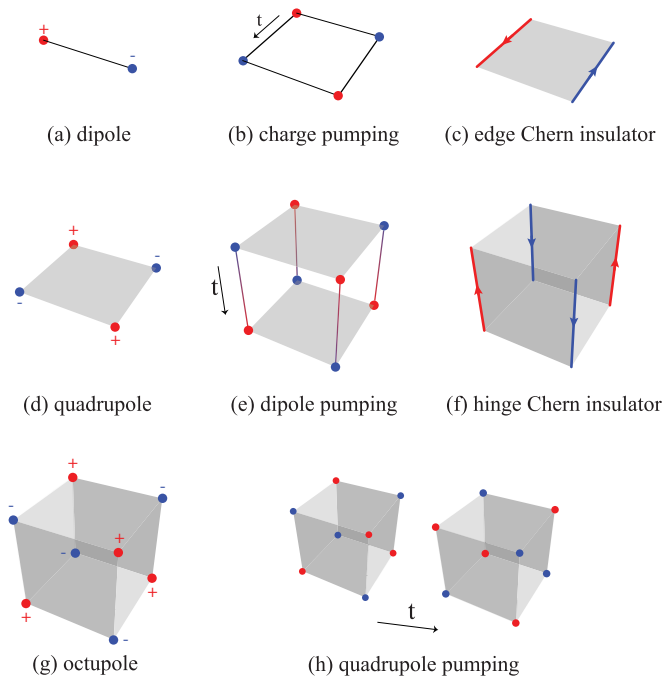 +
-
t
(a) dipole
(b) charge pumping
(c) edge Chern insulator
+
-
-
+
t
(d) quadrupole
(e) dipole pumping
(f) hinge Chern insulator
+
-
-
+
-
+
+
-
t
(g) octupole
(h) quadrupole pumping